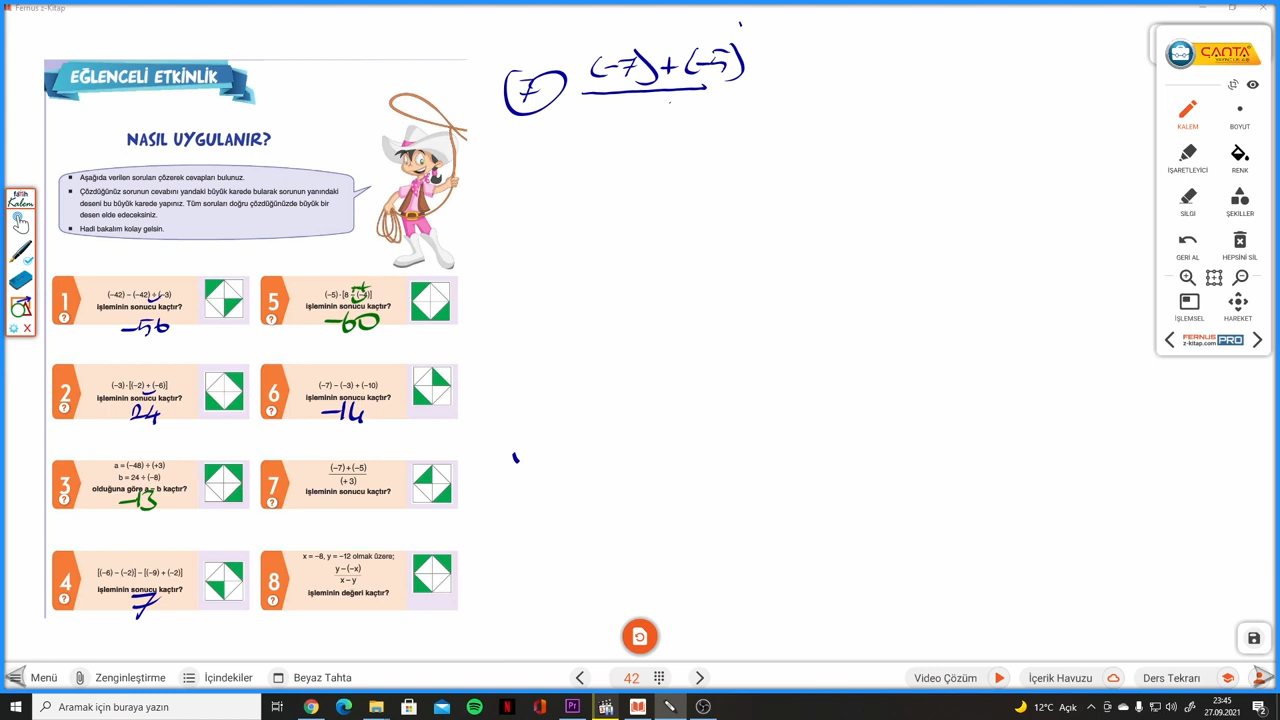 Fernus z-Kitap
EĞLENCELİ ETKİNLİK
NASIL UYGULANIR?
▪ Aşağıda verilen soruları çözerek cevapları bulunuz.
▪ Çözdüğünüz sorunun cevabını yandaki büyük karede bularak sorunun yanındaki
deseni bu büyük karede yapınız. Tüm soruları doğru çözdüğünüzde büyük bir
desen elde edeceksiniz.
▪ Hadi bakalım kolay gelsin.
1
?
(−42) − (−42) ÷ (−3)
işleminin sonucu kaçtır?
-56
2
?
(−3)·[(−2) + (−6)]
işleminin sonucu kaçtır?
24
3
?
a = (−48) ÷ (+3)
b = 24 ÷ (−8)
olduğuna göre a − b kaçtır?
-13
4
?
[(−6) − (−2)] − [(−9) + (−2)]
işleminin sonucu kaçtır?
7
5
?
(−5)·[8 − (−4)]
işleminin sonucu kaçtır?
-60
6
?
(−7) − (−3) + (−10)
işleminin sonucu kaçtır?
-14
7
?
(−7) + (−5)
(+3)
işleminin sonucu kaçtır?
8
?
x = −8, y = −12 olmak üzere;
y − (−x)
x − y
işleminin değeri kaçtır?
7 (-7)+(-5)
fatih
Kalem
ÇANTA
YAYINCILIK
KALEM BOYUT
İŞARETLEYİCİ RENK
SİLGİ ŞEKİLLER
GERİ AL HEPSİNİ SİL
İŞLEMSEL HAREKET
FERNUS
z-kitap.com PRO
Menü Zenginleştirme İçindekiler Beyaz Tahta 42 Video Çözüm İçerik Havuzu Ders Tekrarı
Aramak için buraya yazın 12°C Açık 23:45
27.09.2021